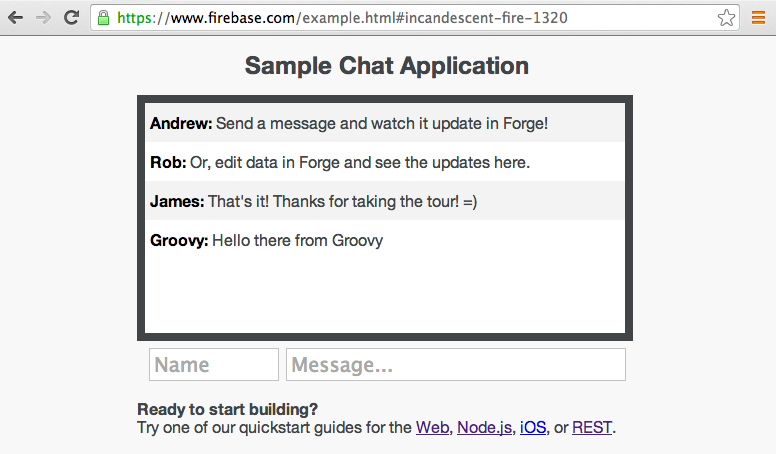 https://www.firebase.com/example.html#incandescent-fire-1320
Sample Chat Application
Andrew: Send a message and watch it update in Forge!
Rob: Or, edit data in Forge and see the updates here.
James: That's it! Thanks for taking the tour! =)
Groovy: Hello there from Groovy
Name Message...
Ready to start building?
Try one of our quickstart guides for the Web, Node.js, iOS, or REST.